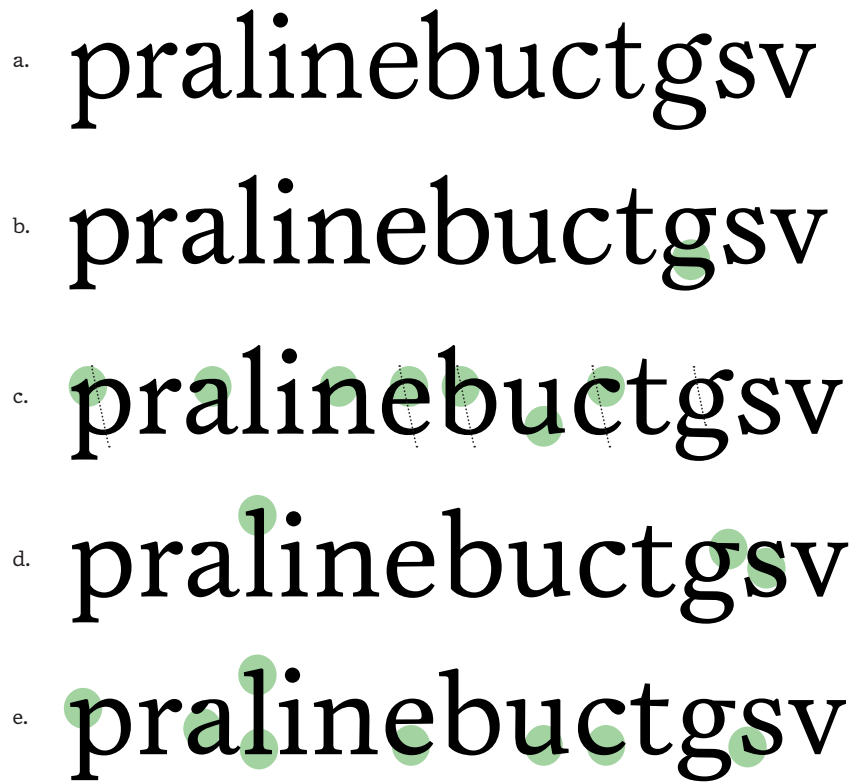 a. pralinebuctgsv
b. pralinebuctgsv
c. pralinebuctgsv
d. pralinebuctgsv
e. pralinebuctgsv